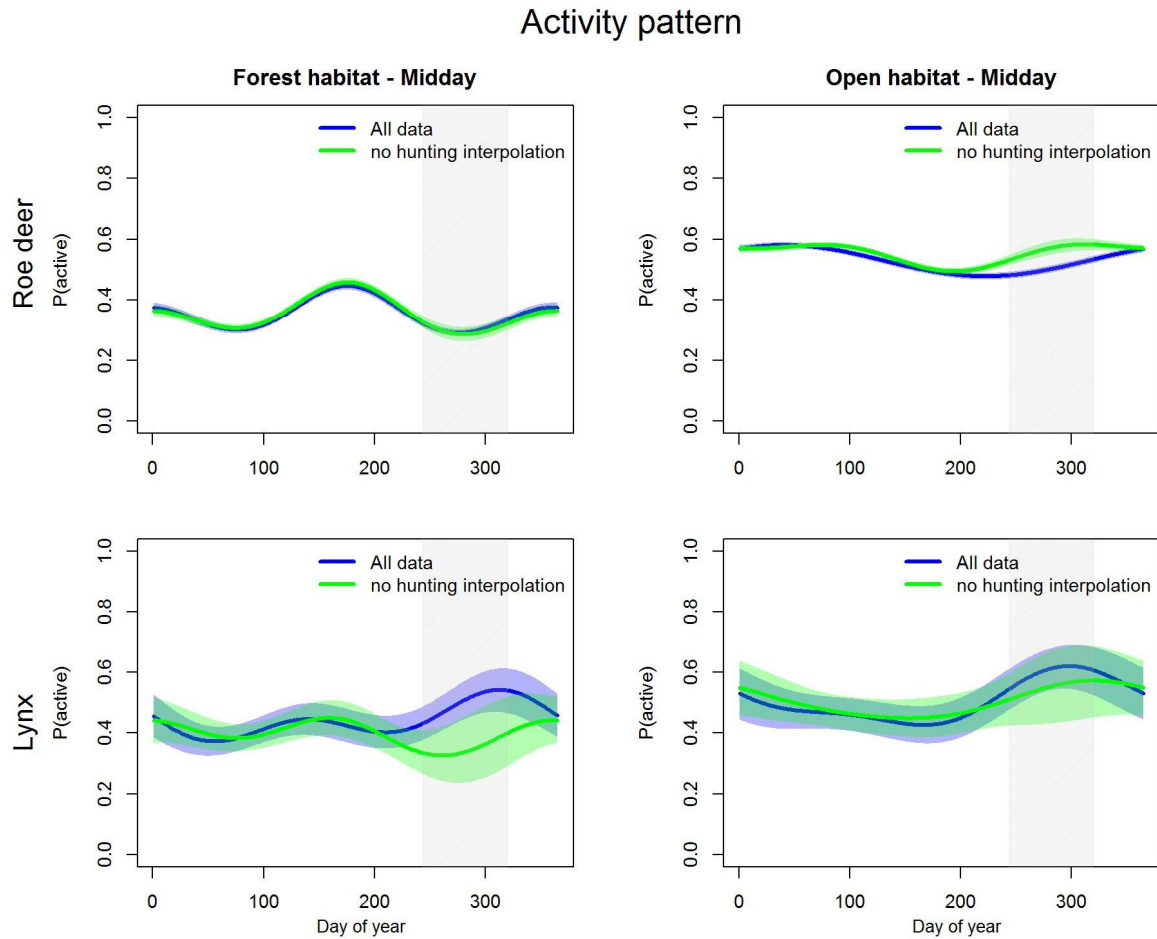 Activity pattern
Forest habitat - Midday
Open habitat - Midday
Roe deer
P(active)
1.0
0.8
0.6
0.4
0.2
0.0
All data
no hunting interpolation
0 100 200 300
P(active)
1.0
0.8
0.6
0.4
0.2
0.0
All data
no hunting interpolation
0 100 200 300
Lynx
P(active)
1.0
0.8
0.6
0.4
0.2
0.0
All data
no hunting interpolation
0 100 200 300
Day of year
P(active)
1.0
0.8
0.6
0.4
0.2
0.0
All data
no hunting interpolation
0 100 200 300
Day of year